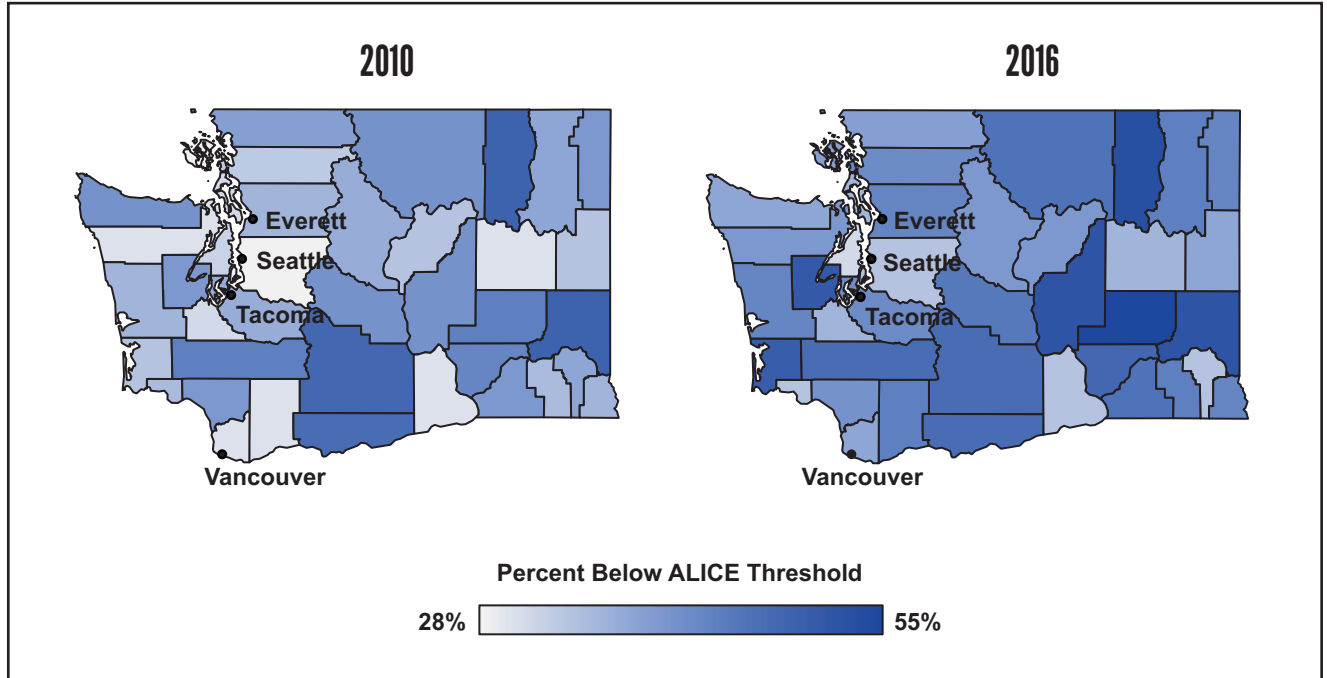 2010
2016
Everett
Seattle
Tacoma
Vancouver
Everett
Seattle
Tacoma
Vancouver
Percent Below ALICE Threshold
28%
55%